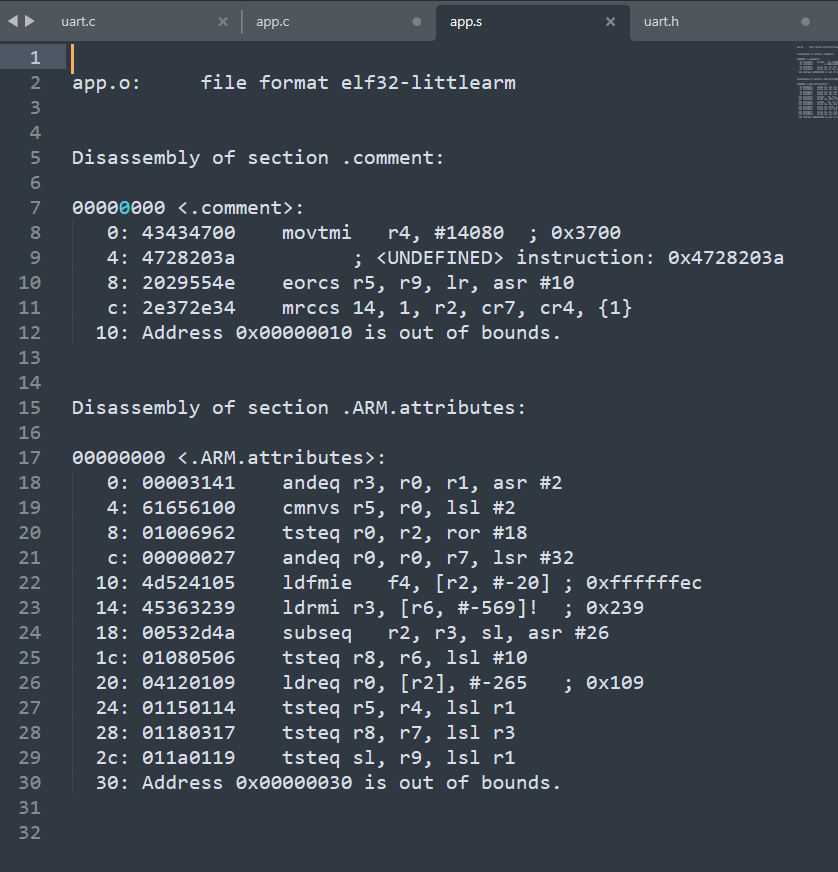 uart.c app.c app.s uart.h
1
2 app.o:     file format elf32-littlearm
3
4
5 Disassembly of section .comment:
6
7 00000000 <.comment>:
8    0: 43434700    movtmi   r4, #14080  ; 0x3700
9    4: 4728203a          ; <UNDEFINED> instruction: 0x4728203a
10    8: 2029554e    eorcs r5, r9, lr, asr #10
11    c: 2e372e34    mrccs 14, 1, r2, cr7, cr4, {1}
12   10: Address 0x00000010 is out of bounds.
13
14
15 Disassembly of section .ARM.attributes:
16
17 00000000 <.ARM.attributes>:
18    0: 00003141    andeq r3, r0, r1, asr #2
19    4: 61656100    cmnvs r5, r0, lsl #2
20    8: 01006962    tsteq r0, r2, ror #18
21    c: 00000027    andeq r0, r0, r7, lsr #32
22   10: 4d524105    ldfmie   f4, [r2, #-20] ; 0xffffffec
23   14: 45363239    ldrmi r3, [r6, #-569]!  ; 0x239
24   18: 00532d4a    subseq   r2, r3, sl, asr #26
25   1c: 01080506    tsteq r8, r6, lsl #10
26   20: 04120109    ldreq r0, [r2], #-265   ; 0x109
27   24: 01150114    tsteq r5, r4, lsl r1
28   28: 01180317    tsteq r8, r7, lsl r3
29   2c: 011a0119    tsteq sl, r9, lsl r1
30   30: Address 0x00000030 is out of bounds.
31
32